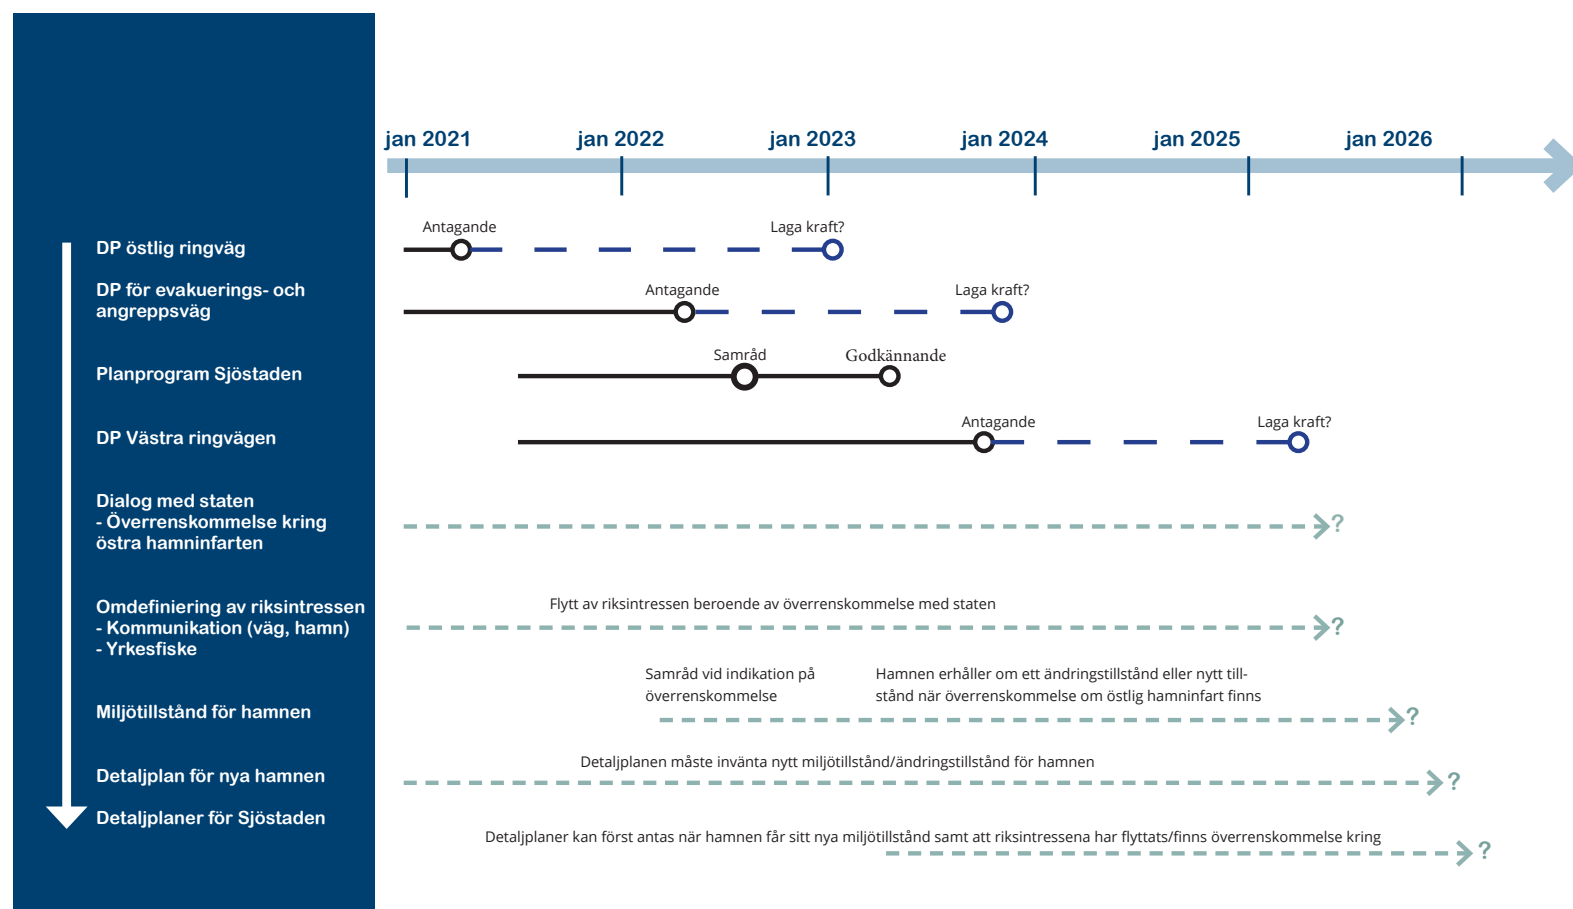 jan 2021 jan 2022 jan 2023 jan 2024 jan 2025 jan 2026
Antagande Laga kraft?
DP östlig ringväg
DP för evakuerings- och
angreppsväg
Antagande Laga kraft?
Samråd Godkännande
Planprogram Sjöstaden
Antagande Laga kraft?
DP Västra ringvägen
Dialog med staten
- Överrenskommelse kring
östra hamninfarten
?
Omdefiniering av riksintressen
- Kommunikation (väg, hamn)
- Yrkesfiske
Flytt av riksintressen beroende av överrenskommelse med staten
?
Samråd vid indikation på
överrenskommelse
Hamnen erhåller om ett ändringstillstånd eller nytt till-
stånd när överrenskommelse om östlig hamninfart finns
Miljötillstånd för hamnen
?
Detaljplanen måste invänta nytt miljötillstånd/ändringstillstånd för hamnen
Detaljplan för nya hamnen
?
Detaljplaner för Sjöstaden
Detaljplaner kan först antas när hamnen får sitt nya miljötillstånd samt att riksintressena har flyttats/finns överrenskommelse kring
?